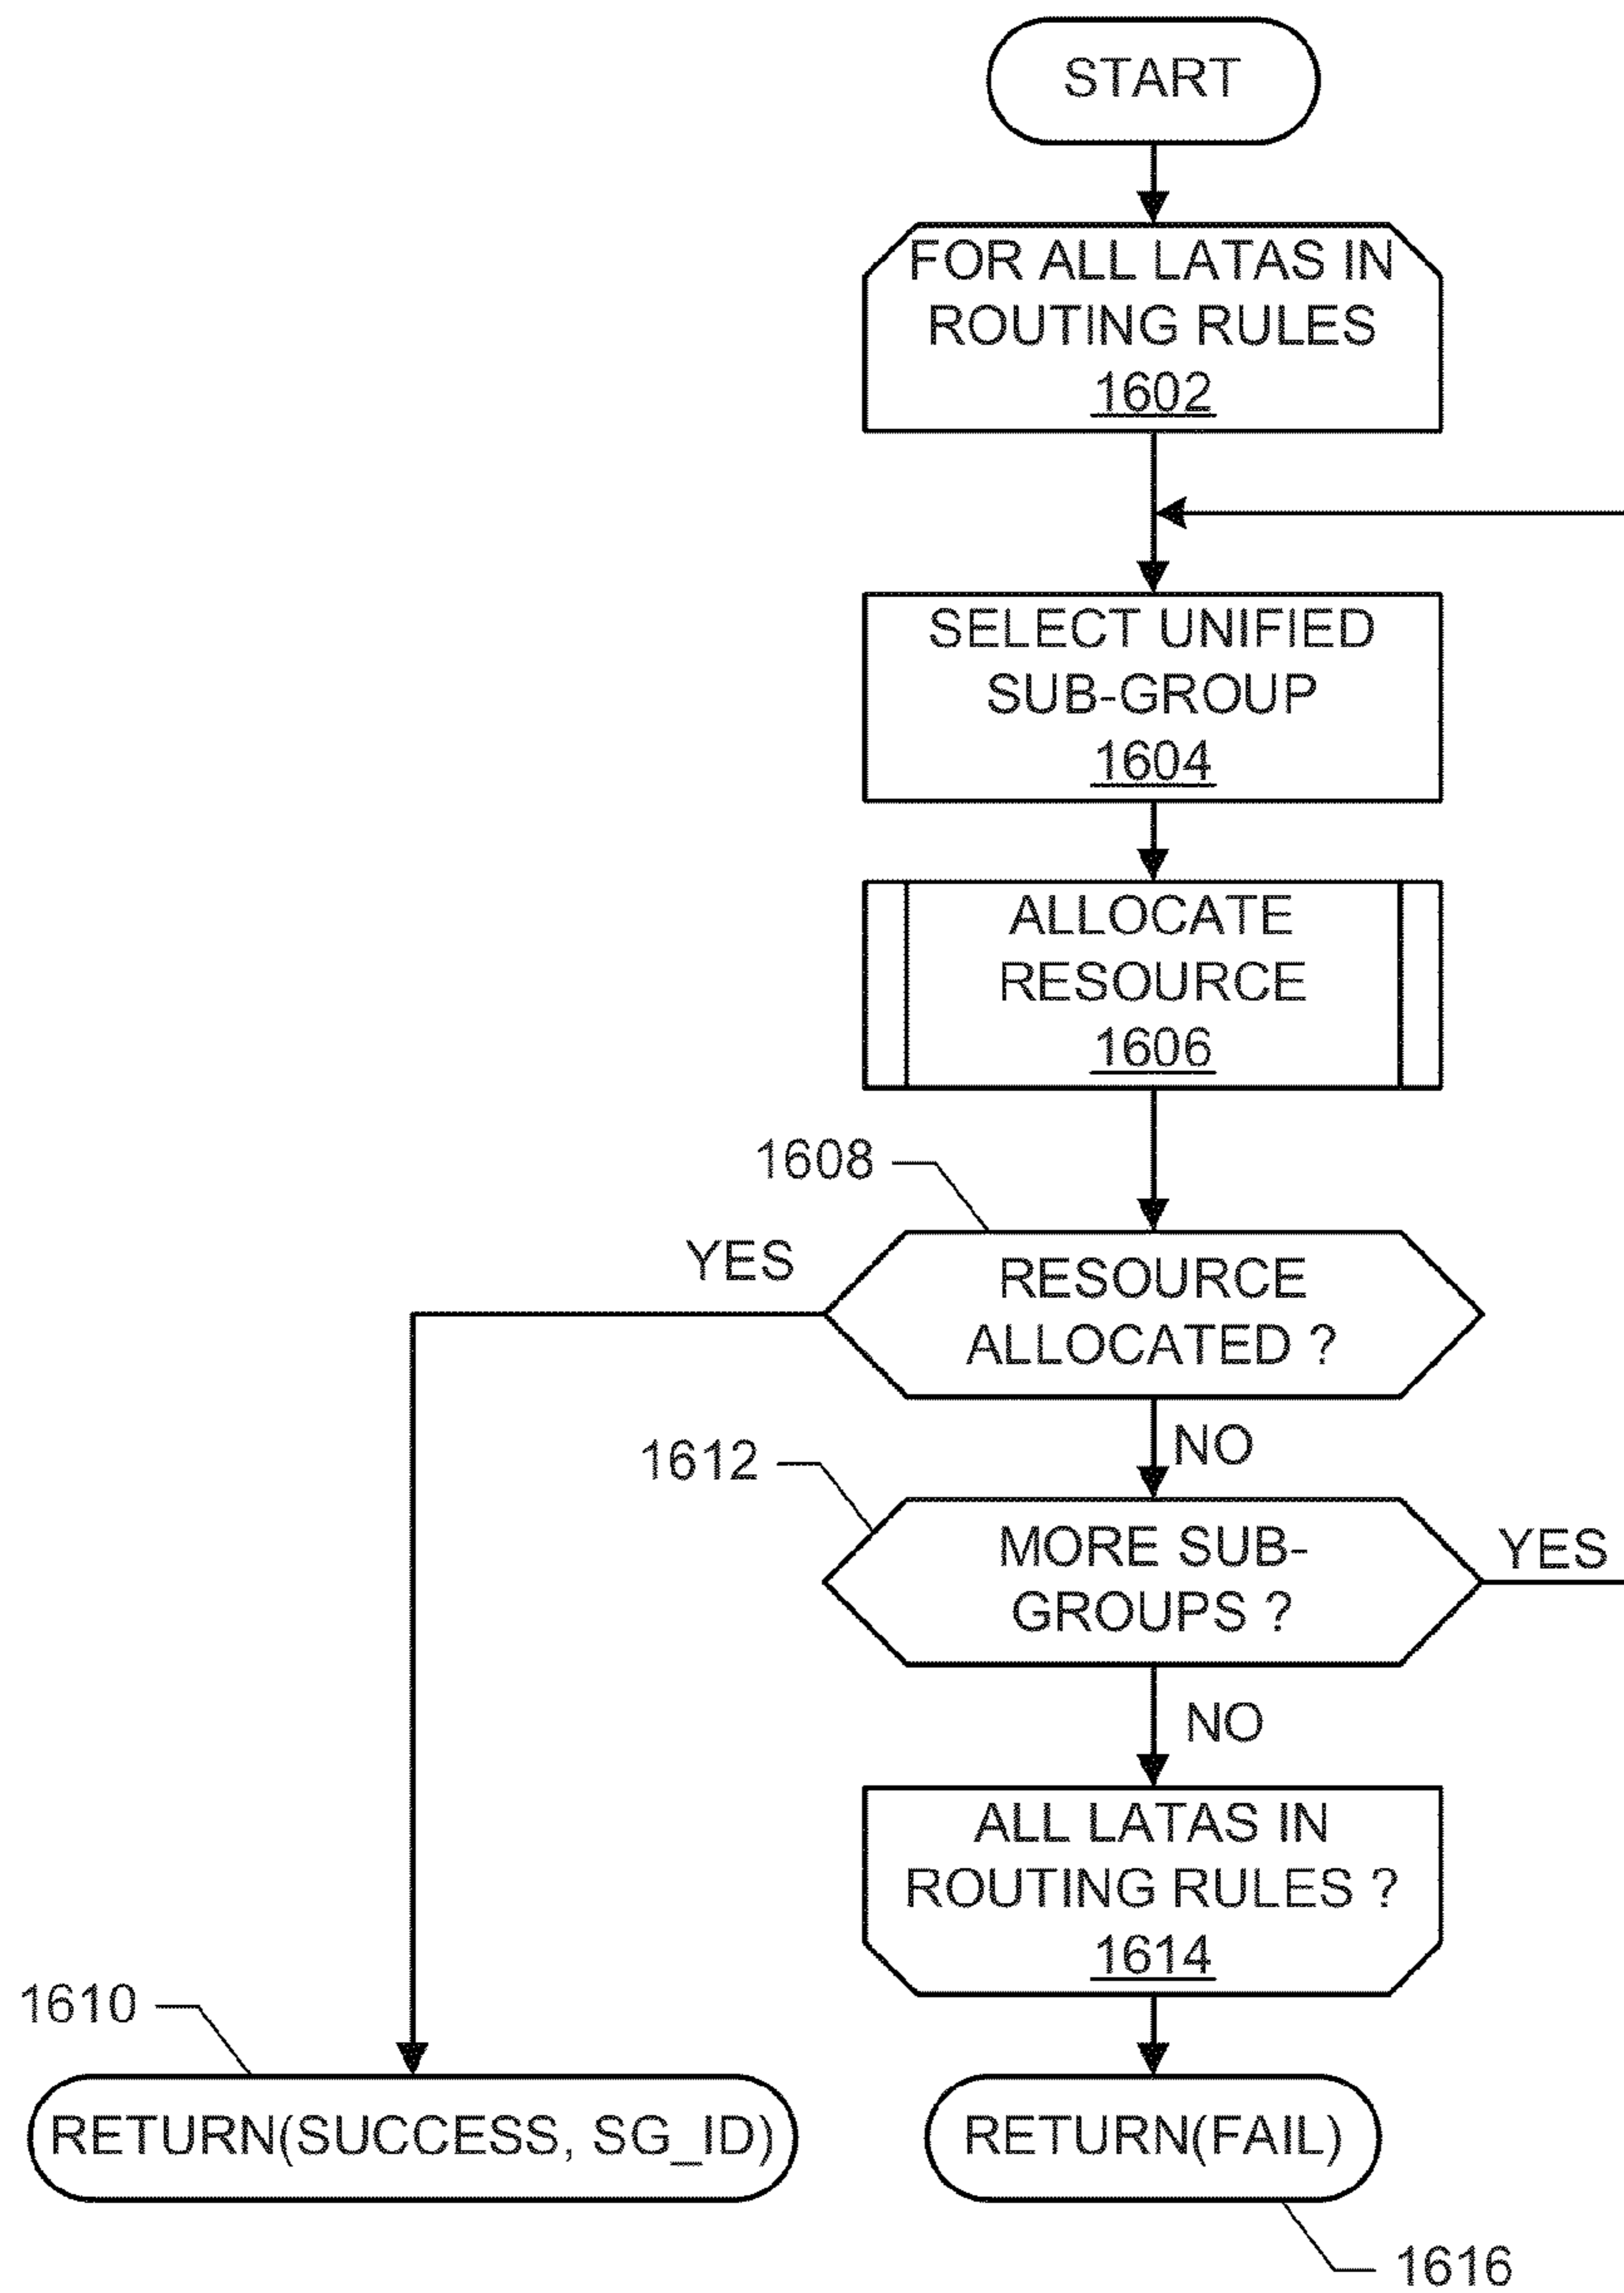 START
FOR ALL LATAS IN
ROUTING RULES
1602
SELECT UNIFIED
SUB-GROUP
1604
ALLOCATE
RESOURCE
1606
1608
YES
RESOURCE
ALLOCATED ?
NO
1612
MORE SUB-
GROUPS ?
YES
NO
ALL LATAS IN
ROUTING RULES ?
1614
1610
RETURN(SUCCESS, SG_ID)
RETURN(FAIL)
1616